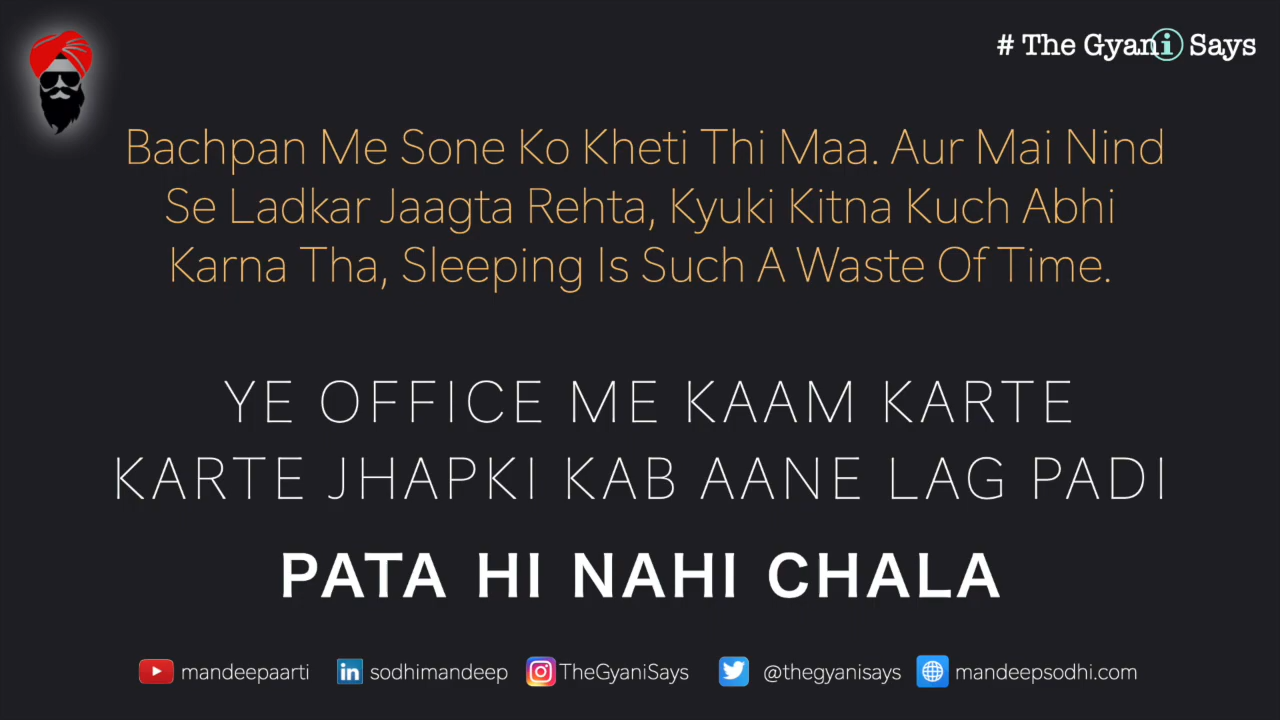 # The Gyani Says
Bachpan Me Sone Ko Kheti Thi Maa. Aur Mai Nind
Se Ladkar Jaagta Rehta, Kyuki Kitna Kuch Abhi
Karna Tha, Sleeping Is Such A Waste Of Time.
YE OFFICE ME KAAM KARTE
KARTE JHAPKI KAB AANE LAG PADI
PATA HI NAHI CHALA
mandeepaarti in sodhimandeep TheGyaniSays @thegyanisays mandeepsodhi.com